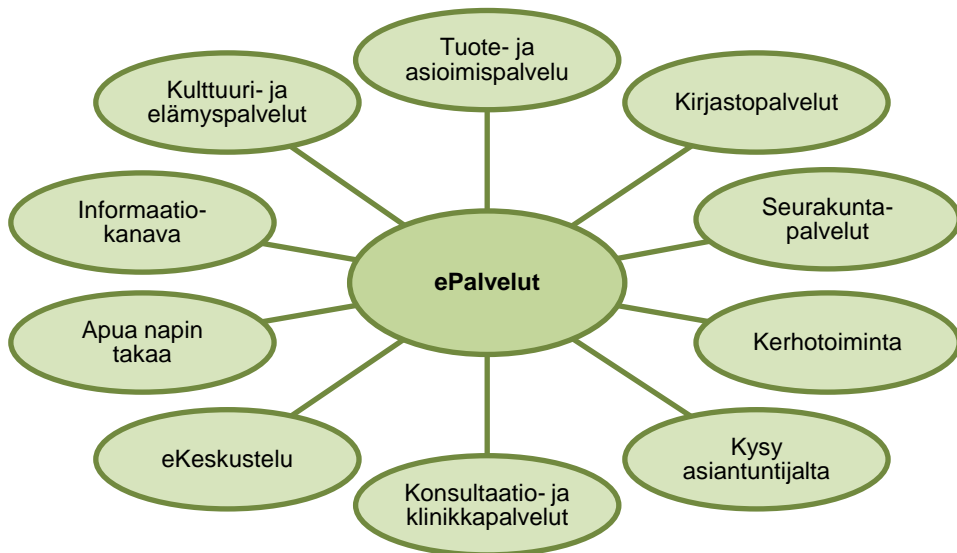 Tuote- ja
asioimispalvelu
Kulttuuri- ja
elämyspalvelut
Kirjastopalvelut
Informaatio-
kanava
Seurakunta-
palvelut
ePalvelut
Apua napin
takaa
Kerhotoiminta
eKeskustelu
Kysy
asiantuntijalta
Konsultaatio- ja
klinikkapalvelut